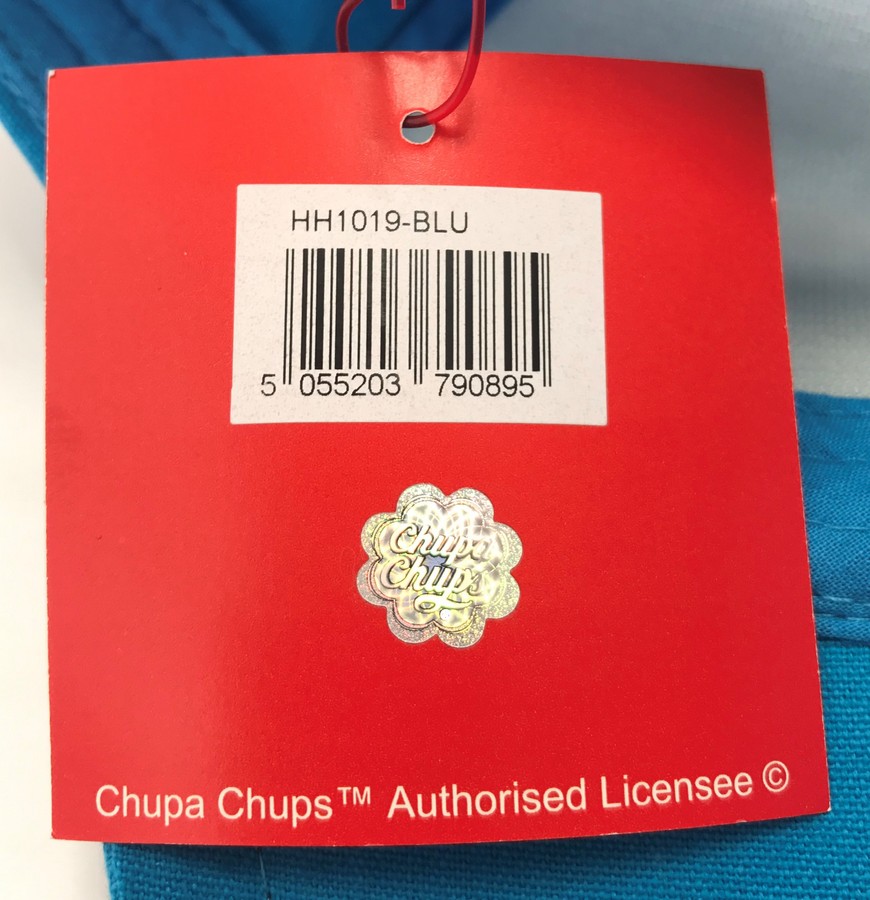 HH1019-BLU
5 055203 790895
Chupa
Chups
Chupa Chups™ Authorised Licensee ©